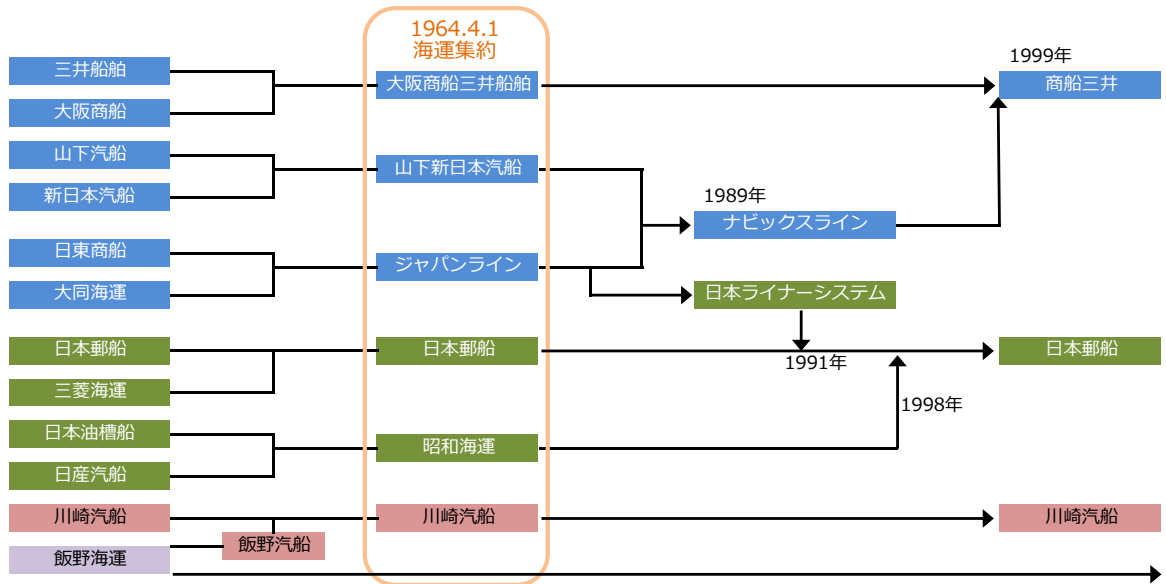 1964.4.1
海運集約
三井船舶
大阪商船
大阪商船三井船舶
1999年
商船三井
山下汽船
新日本汽船
山下新日本汽船
1989年
ナビックスライン
日東商船
大同海運
ジャパンライン
日本ライナーシステム
日本郵船
三菱海運
日本郵船
1991年
日本郵船
1998年
日本油槽船
日産汽船
昭和海運
川崎汽船
飯野汽船
川崎汽船
川崎汽船
飯野海運